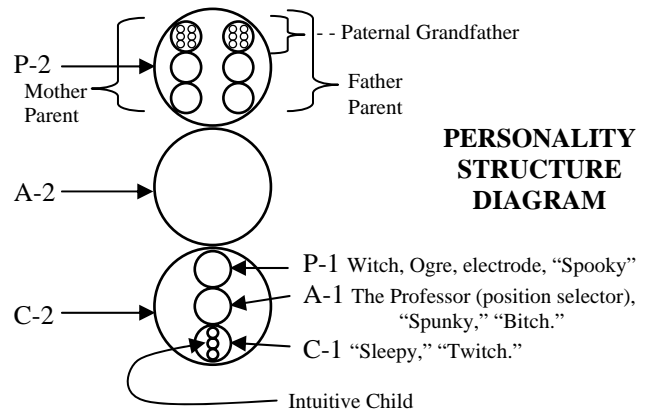 - - Paternal Grandfather
P-2
Mother
Parent
Father
Parent
PERSONALITY
STRUCTURE
DIAGRAM
A-2
P-1 Witch, Ogre, electrode, “Spooky”
A-1 The Professor (position selector),
“Spunky,” “Bitch.”
C-2
C-1 “Sleepy,” “Twitch.”
Intuitive Child